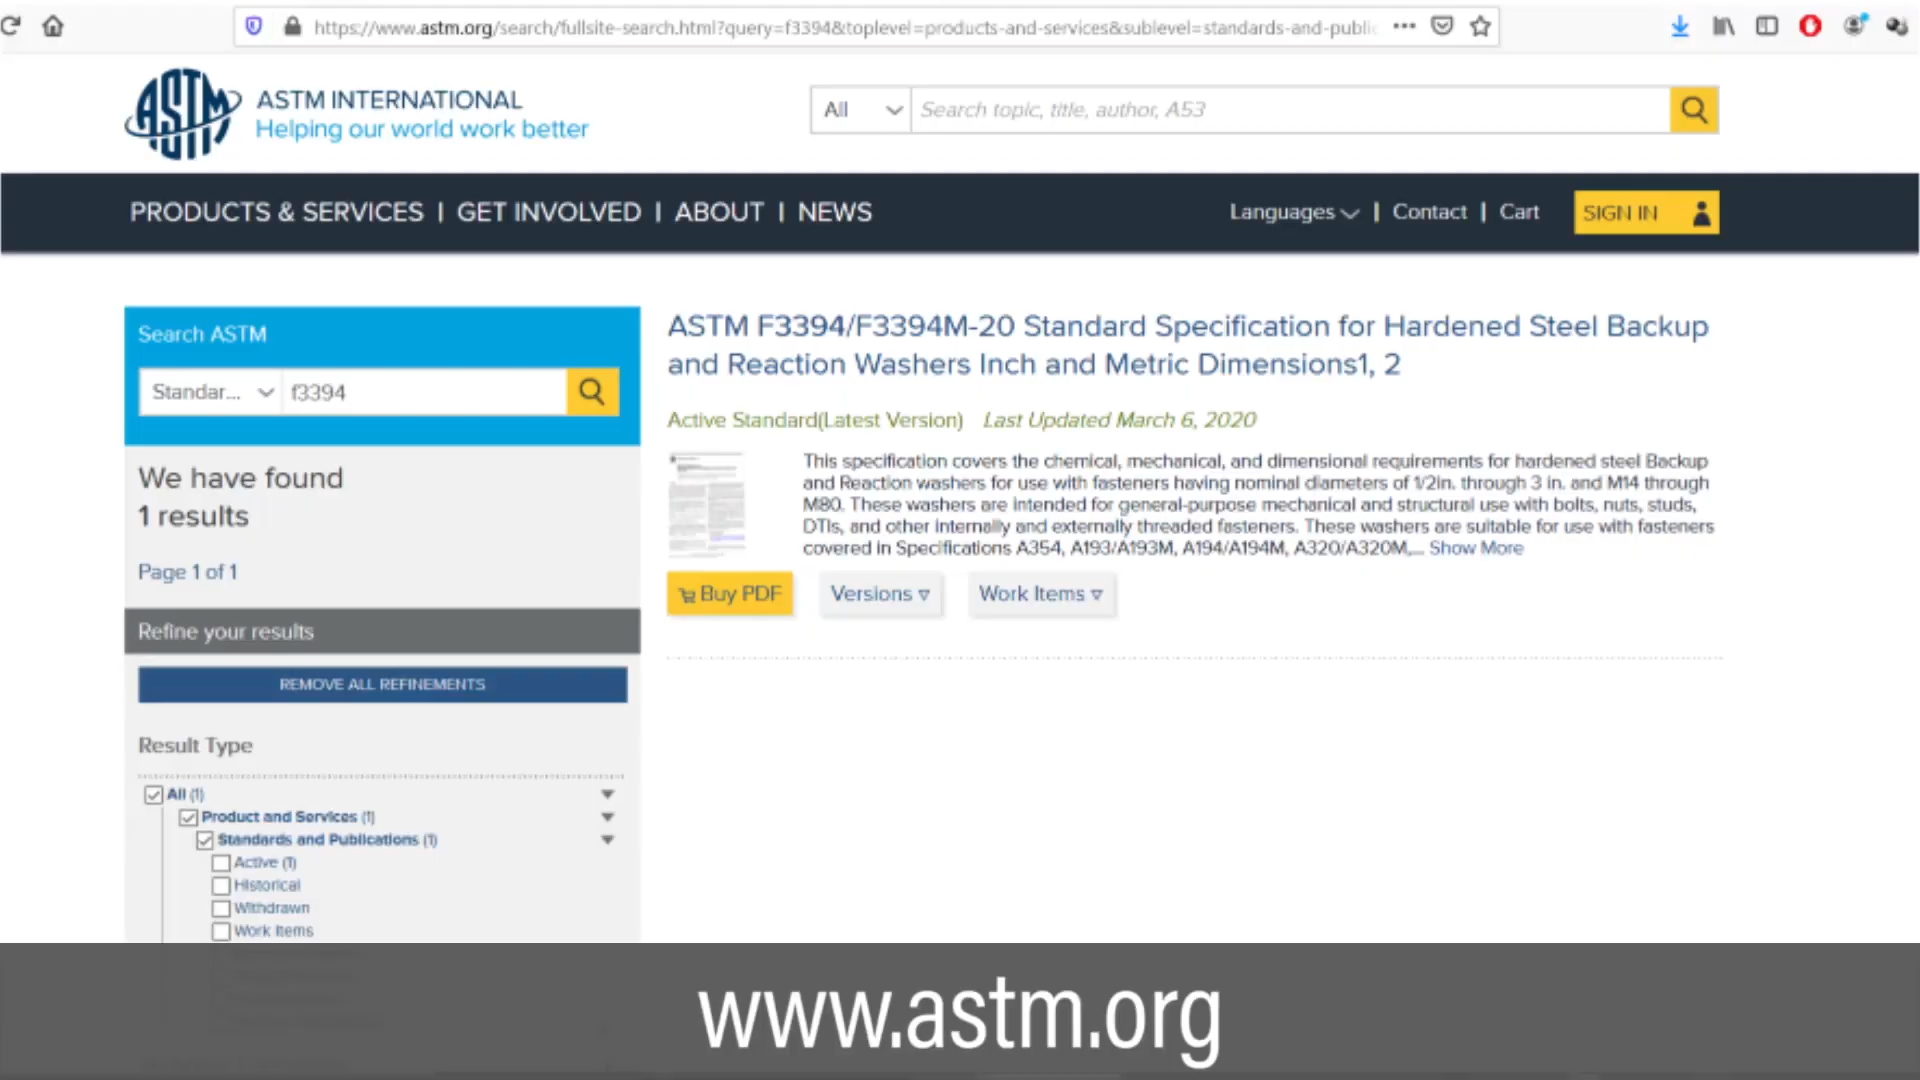 https://www.astm.org/search/fullsite-search.html?query=f3394&toplevel=products-and-services&sublevel=standards-and-public
ASTM
ASTM INTERNATIONAL
Helping our world work better
All
Search topic, title, author, A53
PRODUCTS & SERVICES | GET INVOLVED | ABOUT | NEWS
Languages | Contact | Cart
SIGN IN
Search ASTM
Standar... f3394
We have found
1 results
Page 1 of 1
Refine your results
REMOVE ALL REFINEMENTS
Result Type
All (1)
Product and Services (1)
Standards and Publications (1)
Active (1)
Historical
Withdrawn
Work Items
ASTM F3394/F3394M-20 Standard Specification for Hardened Steel Backup
and Reaction Washers Inch and Metric Dimensions1, 2
Active Standard(Latest Version) Last Updated March 6, 2020
This specification covers the chemical, mechanical, and dimensional requirements for hardened steel Backup
and Reaction washers for use with fasteners having nominal diameters of 1/2in. through 3 in. and M14 through
M80. These washers are intended for general-purpose mechanical and structural use with bolts, nuts, studs,
DTIs, and other internally and externally threaded fasteners. These washers are suitable for use with fasteners
covered in Specifications A354, A193/A193M, A194/A194M, A320/A320M,... Show More
Buy PDF
Versions
Work Items
www.astm.org